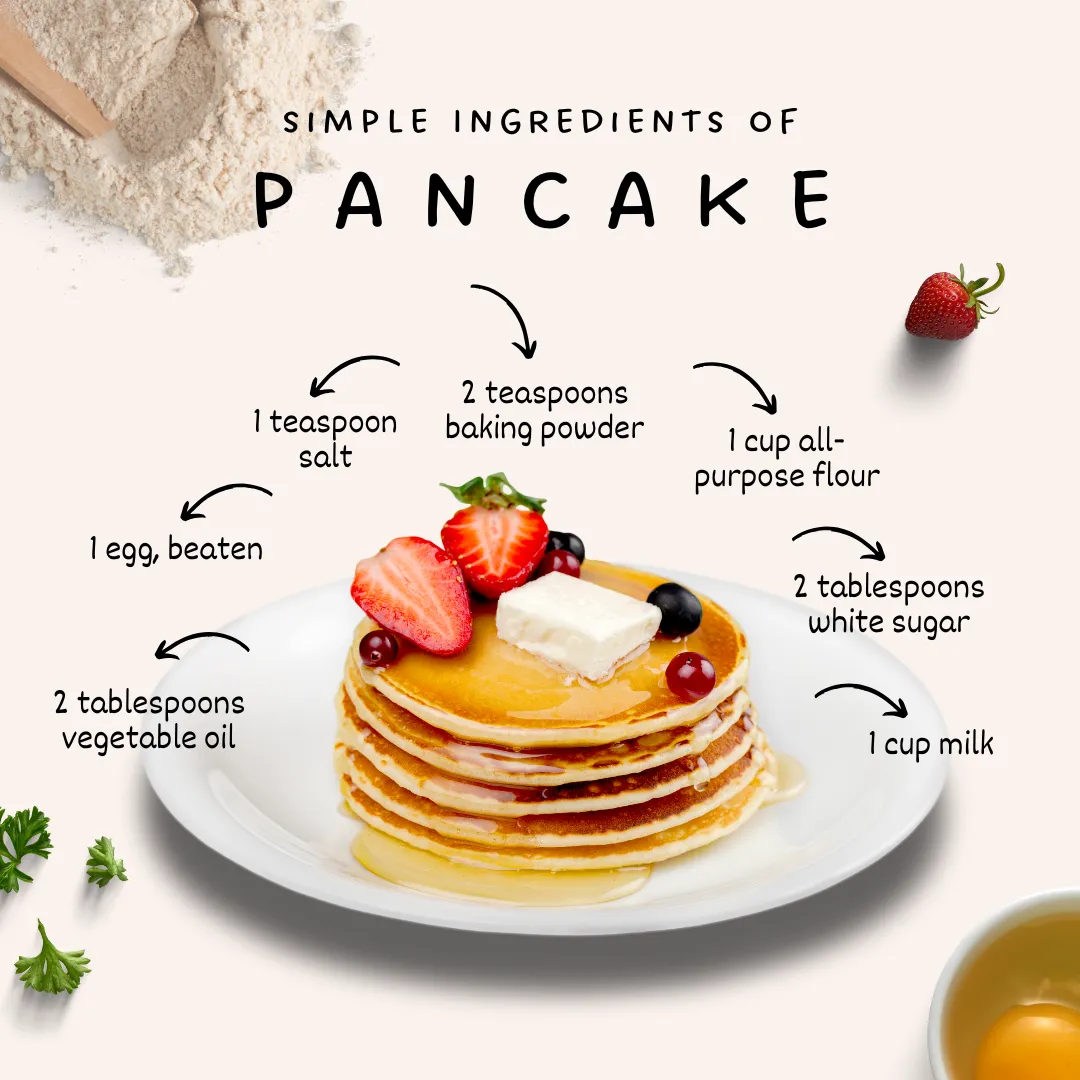 SIMPLE INGREDIENTS OF
PANCAKE
2 teaspoons
baking powder
1 teaspoon
salt
1 cup all-
purpose flour
1 egg, beaten
2 tablespoons
white sugar
2 tablespoons
vegetable oil
1 cup milk